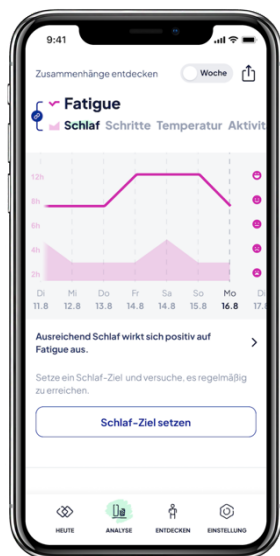 9:41
Zusammenhänge entdecken Woche
Fatigue
Schlaf Schritte Temperatur Aktivit
12h
8h
6h
4h
2h
Di Mi Do Fr Sa So Mo Di
11.8 12.8 13.8 14.8 14.8 15.8 16.8 17.8
Ausreichend Schlaf wirkt sich positiv auf
Fatigue aus.
Setze ein Schlaf-Ziel und versuche, es regelmäßig
zu erreichen.
Schlaf-Ziel setzen
HEUTE ANALYSE ENTDECKEN EINSTELLUNG